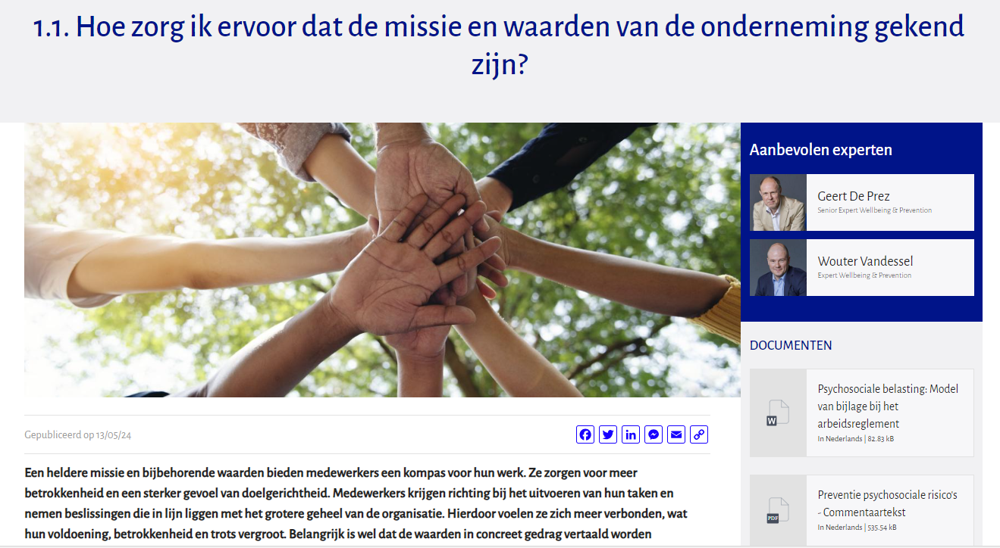 1.1. Hoe zorg ik ervoor dat de missie en waarden van de onderneming gekend
zijn?
Gepubliceerd op 13/05/24
Een heldere missie en bijbehorende waarden bieden medewerkers een kompas voor hun werk. Ze zorgen voor meer
betrokkenheid en een sterker gevoel van doelgerichtheid. Medewerkers krijgen richting bij het uitvoeren van hun taken en
nemen beslissingen die in lijn liggen met het grotere geheel van de organisatie. Hierdoor voelen ze zich meer verbonden, wat
hun voldoening, betrokkenheid en trots vergroot. Belangrijk is wel dat de waarden in concreet gedrag vertaald worden
Aanbevolen experten
Geert De Prez
Senior Expert Wellbeing & Prevention
Wouter Vandessel
Expert Wellbeing & Prevention
DOCUMENTEN
W
Psychosociale belasting: Model
van bijlage bij het
arbeidsreglement
In Nederlands | 82.83 kB
PDF
Preventie psychosociale risico's
- Commentaartekst
In Nederlands | 535.54 kB